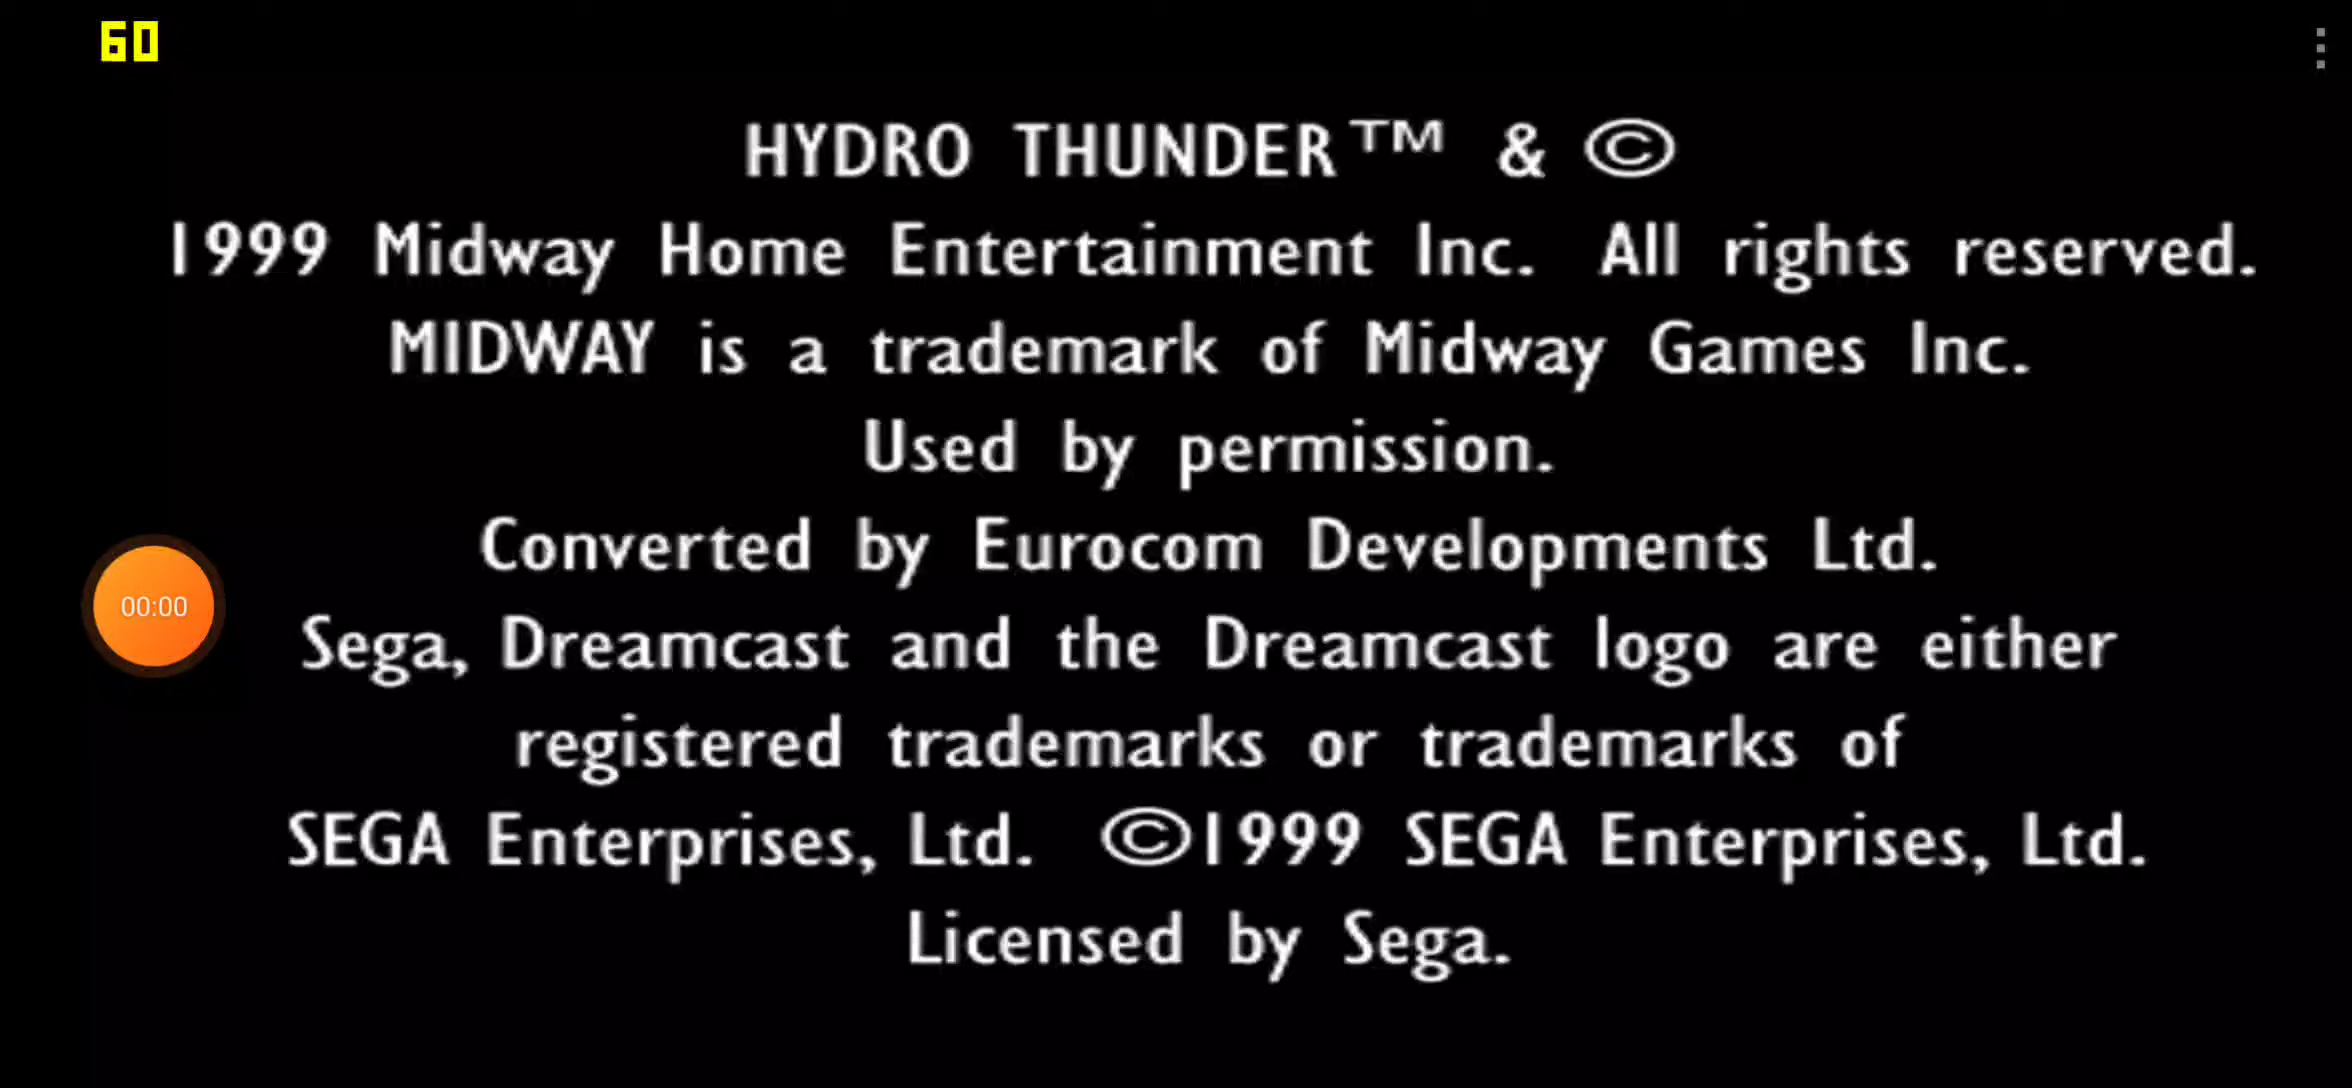 60
HYDRO THUNDER™ & ©
1999 Midway Home Entertainment Inc. All rights reserved.
MIDWAY is a trademark of Midway Games Inc.
Used by permission.
Converted by Eurocom Developments Ltd.
00:00
Sega, Dreamcast and the Dreamcast logo are either
registered trademarks or trademarks of
SEGA Enterprises, Ltd. ©1999 SEGA Enterprises, Ltd.
Licensed by Sega.